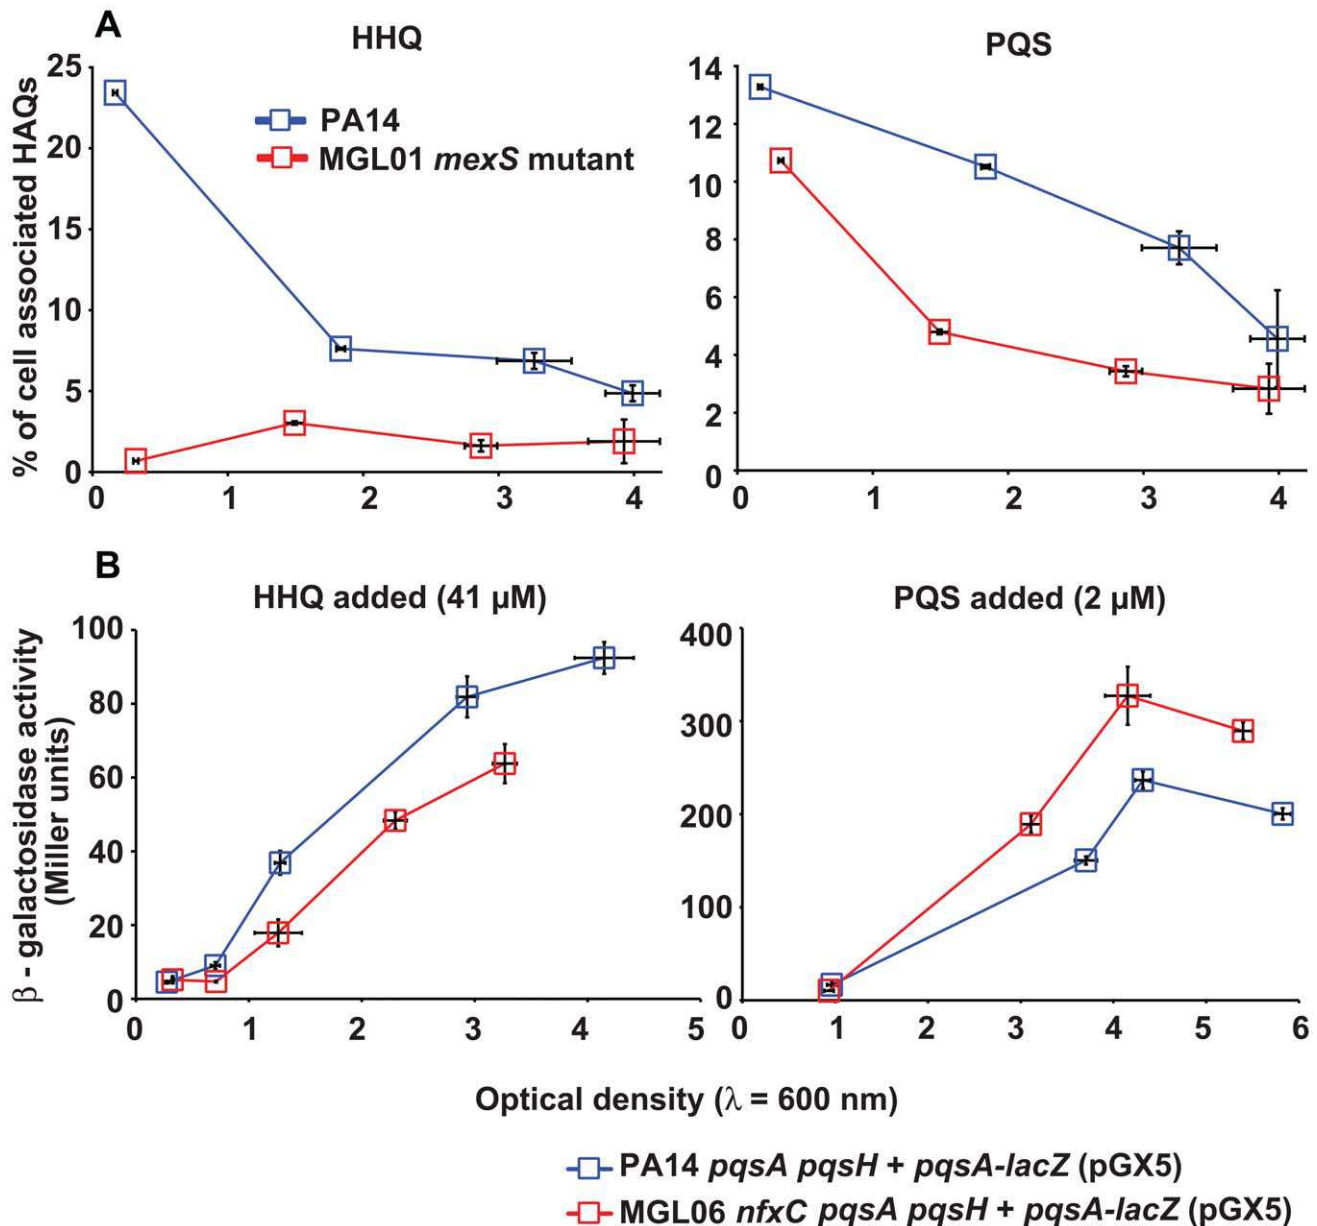 A
HHQ
PQS
% of cell associated HAQs
25
20
15
10
5
0
0 1 2 3 4
PA14
MGL01 mexS mutant
14
12
10
8
6
4
2
0
0 1 2 3 4
B
HHQ added (41 µM)
PQS added (2 µM)
β - galactosidase activity
(Miller units)
100
80
60
40
20
0
0 1 2 3 4 5
400
300
200
100
0
0 1 2 3 4 5 6
Optical density (λ = 600 nm)
PA14 pqsA pqsH + pqsA-lacZ (pGX5)
MGL06 nfxC pqsA pqsH + pqsA-lacZ (pGX5)